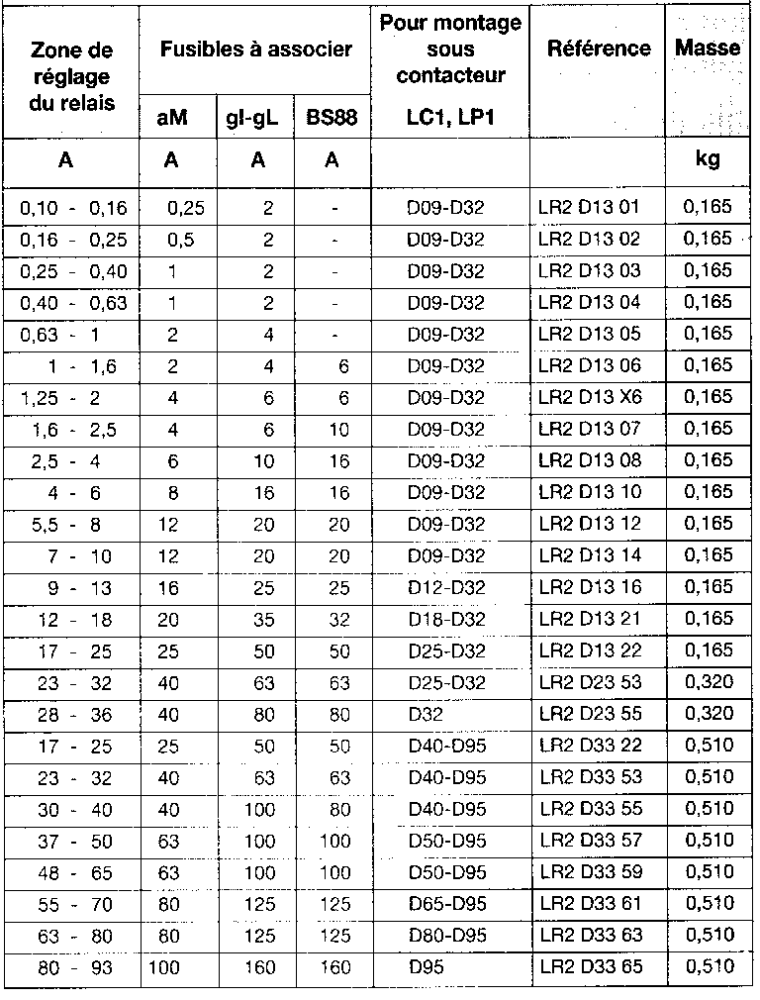 Zone de réglage du relais Fusibles à associer Pour montage sous contacteur Référence Masse
aM gI-gL BS88 LC1, LP1
A A A A kg
0,10 - 0,16 0,25 2 - D09-D32 LR2 D13 01 0,165
0,16 - 0,25 0,5 2 - D09-D32 LR2 D13 02 0,165
0,25 - 0,40 1 2 - D09-D32 LR2 D13 03 0,165
0,40 - 0,63 1 2 - D09-D32 LR2 D13 04 0,165
0,63 - 1 2 4 - D09-D32 LR2 D13 05 0,165
1 - 1,6 2 4 6 D09-D32 LR2 D13 06 0,165
1,25 - 2 4 6 6 D09-D32 LR2 D13 X6 0,165
1,6 - 2,5 4 6 10 D09-D32 LR2 D13 07 0,165
2,5 - 4 6 10 16 D09-D32 LR2 D13 08 0,165
4 - 6 8 16 16 D09-D32 LR2 D13 10 0,165
5,5 - 8 12 20 20 D09-D32 LR2 D13 12 0,165
7 - 10 12 20 20 D09-D32 LR2 D13 14 0,165
9 - 13 16 25 25 D12-D32 LR2 D13 16 0,165
12 - 18 20 35 32 D18-D32 LR2 D13 21 0,165
17 - 25 25 50 50 D25-D32 LR2 D13 22 0,165
23 - 32 40 63 63 D25-D32 LR2 D23 53 0,320
28 - 36 40 80 80 D32 LR2 D23 55 0,320
17 - 25 25 50 50 D40-D95 LR2 D33 22 0,510
23 - 32 40 63 63 D40-D95 LR2 D33 53 0,510
30 - 40 40 100 80 D40-D95 LR2 D33 55 0,510
37 - 50 63 100 100 D50-D95 LR2 D33 57 0,510
48 - 65 63 100 100 D50-D95 LR2 D33 59 0,510
55 - 70 80 125 125 D65-D95 LR2 D33 61 0,510
63 - 80 80 125 125 D80-D95 LR2 D33 63 0,510
80 - 93 100 160 160 D95 LR2 D33 65 0,510